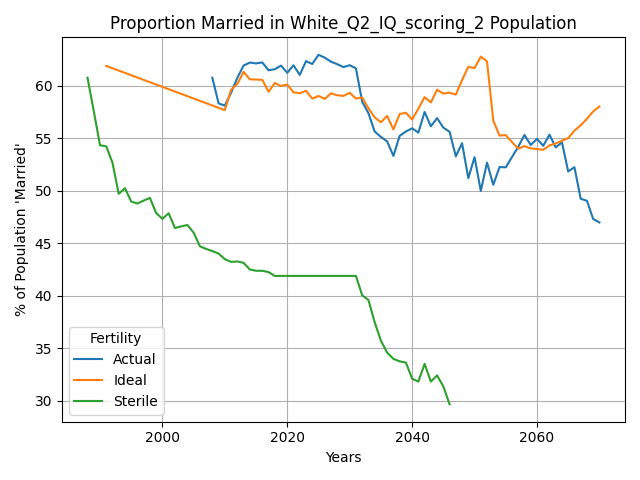 Proportion Married in White_Q2_IQ_scoring_2 Population
% of Population 'Married'
60
55
50
45
40
35
30
Fertility
Actual
Ideal
Sterile
2000
2020
2040
2060
Years